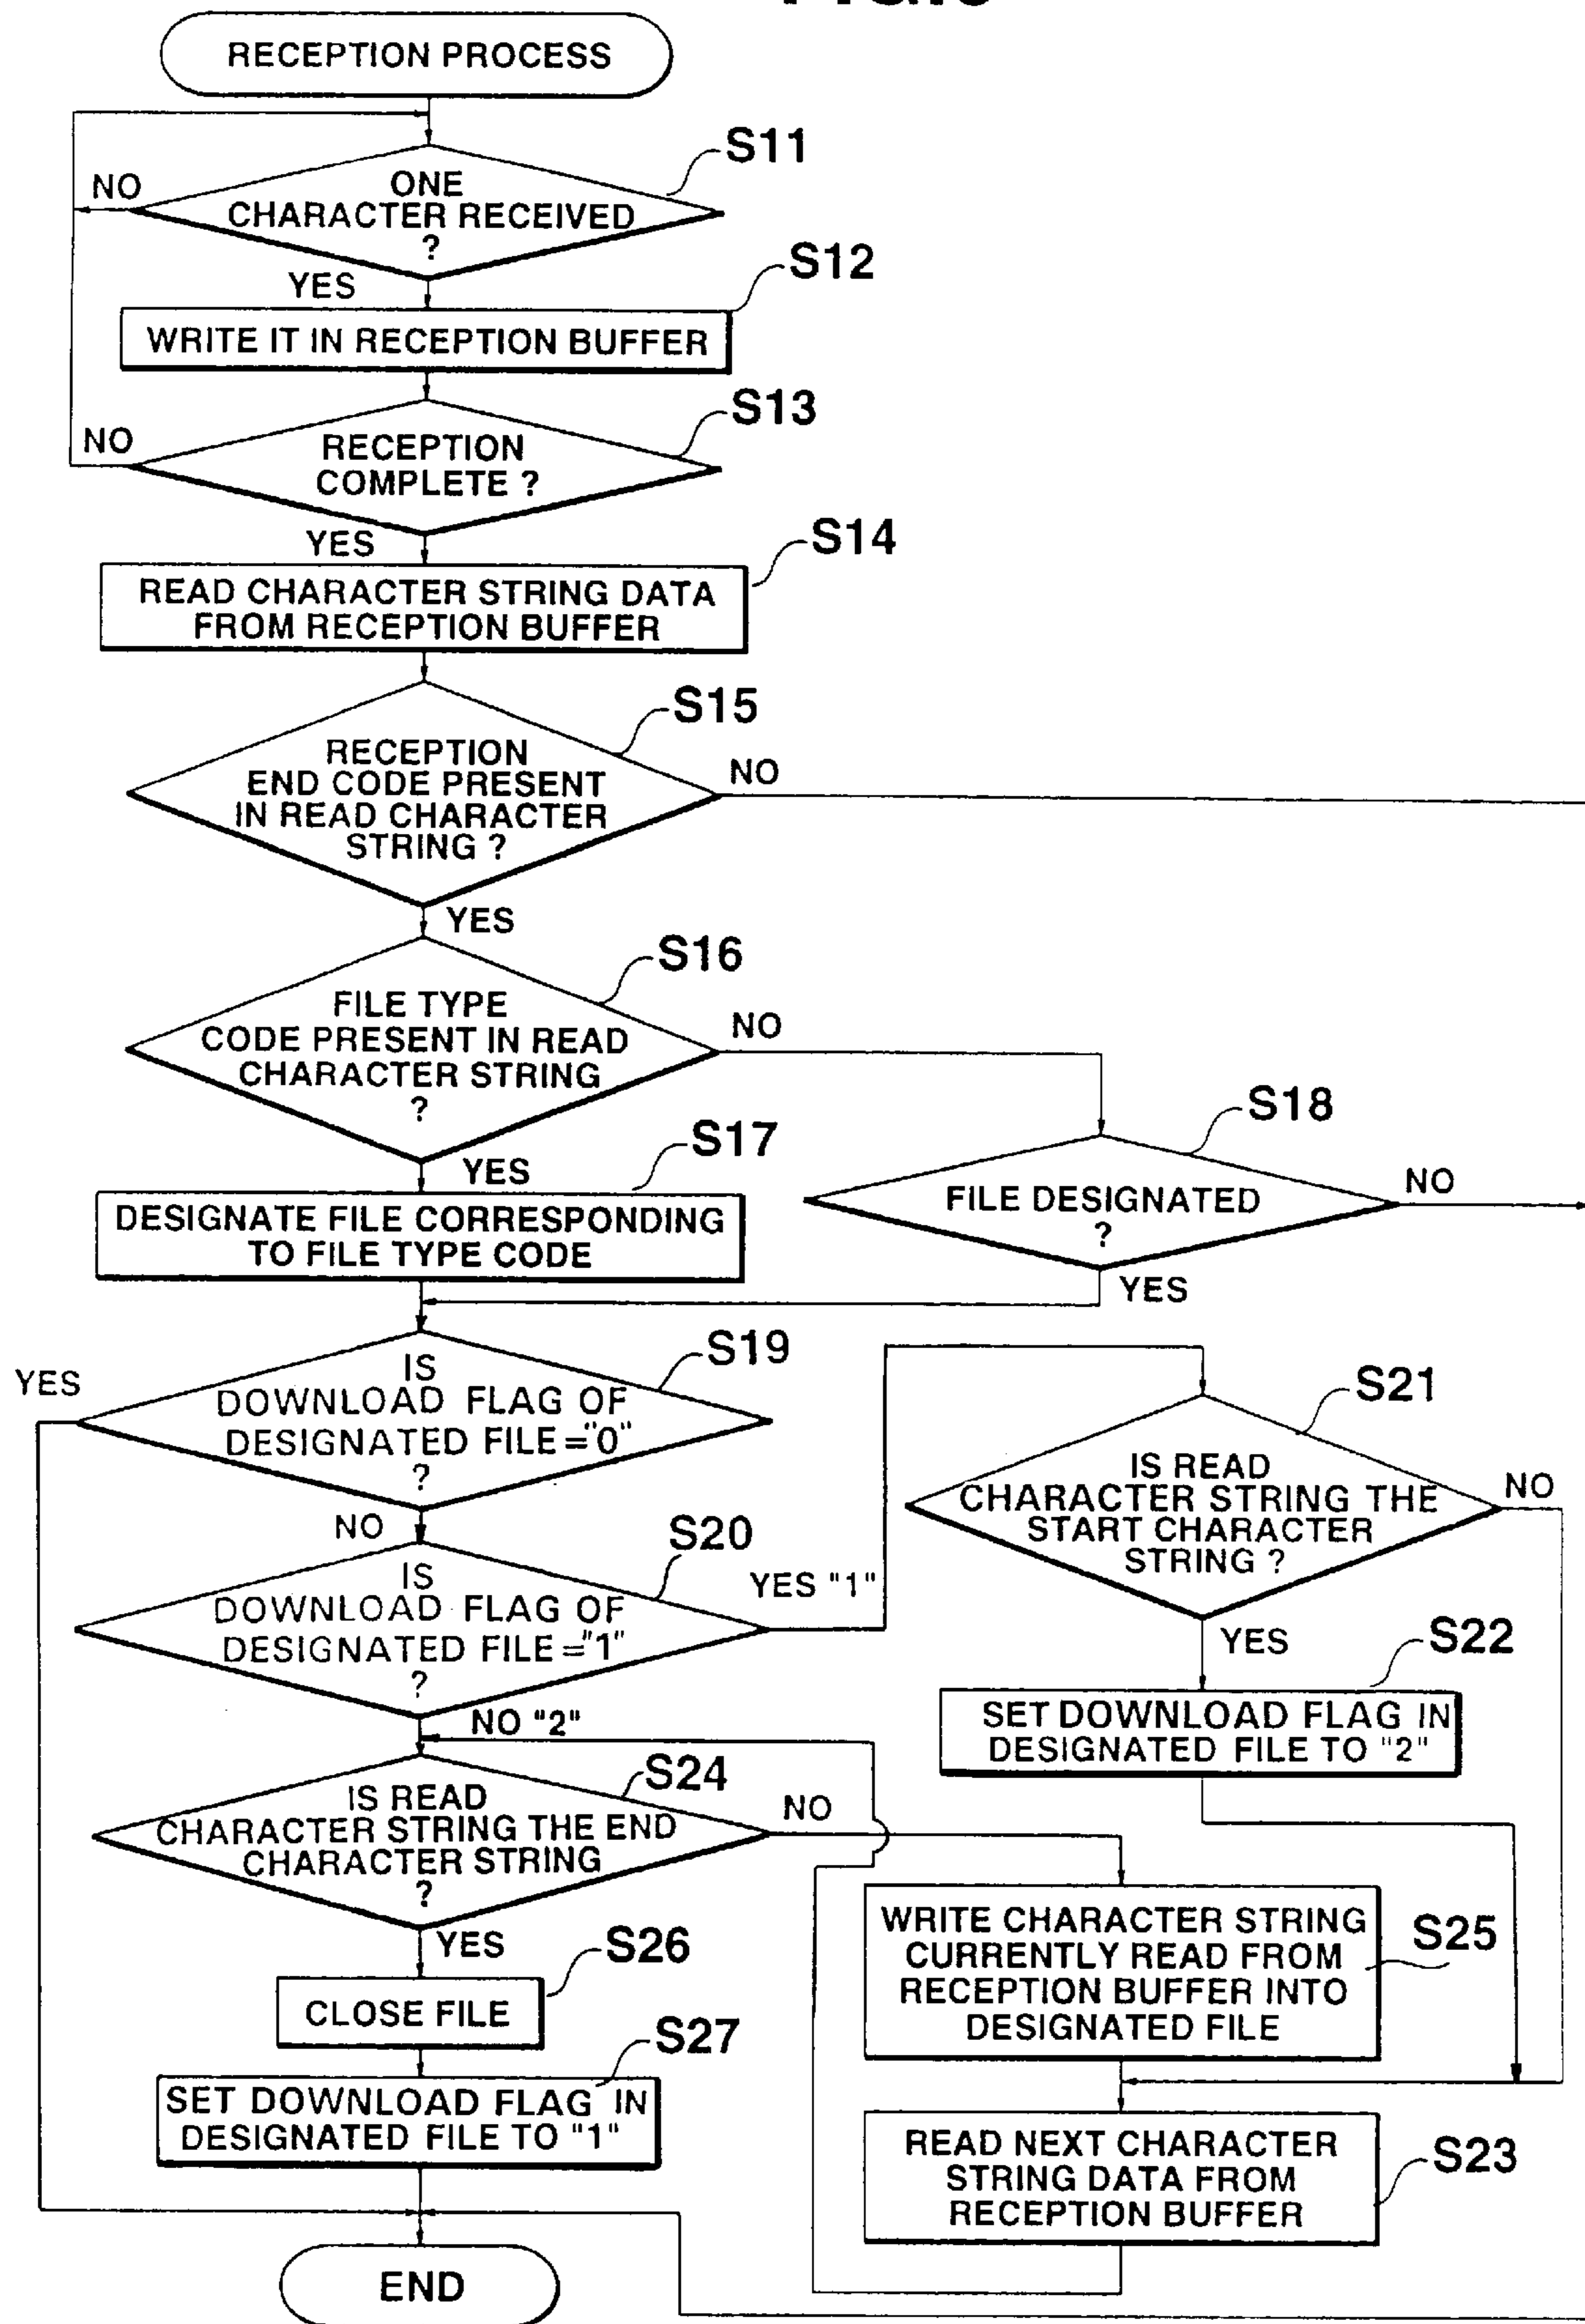 RECEPTION PROCESS
S11
NO
ONE
CHARACTER RECEIVED
?
YES
S12
WRITE IT IN RECEPTION BUFFER
S13
NO
RECEPTION
COMPLETE ?
YES
S14
READ CHARACTER STRING DATA
FROM RECEPTION BUFFER
S15
RECEPTION
END CODE PRESENT
IN READ CHARACTER
STRING ?
NO
YES
S16
FILE TYPE
CODE PRESENT IN READ
CHARACTER STRING
?
NO
YES
S17
DESIGNATE FILE CORRESPONDING
TO FILE TYPE CODE
S18
FILE DESIGNATED
?
NO
YES
S19
YES
IS
DOWNLOAD FLAG OF
DESIGNATED FILE="0"
?
NO
S20
IS
DOWNLOAD FLAG OF
DESIGNATED FILE="1"
?
YES "1"
NO "2"
S21
IS READ
CHARACTER STRING THE
START CHARACTER
STRING ?
NO
YES
S22
SET DOWNLOAD FLAG IN
DESIGNATED FILE TO "2"
S24
IS READ
CHARACTER STRING THE END
CHARACTER STRING
?
NO
YES
S25
WRITE CHARACTER STRING
CURRENTLY READ FROM
RECEPTION BUFFER INTO
DESIGNATED FILE
S26
CLOSE FILE
S27
SET DOWNLOAD FLAG IN
DESIGNATED FILE TO "1"
S23
READ NEXT CHARACTER
STRING DATA FROM
RECEPTION BUFFER
END